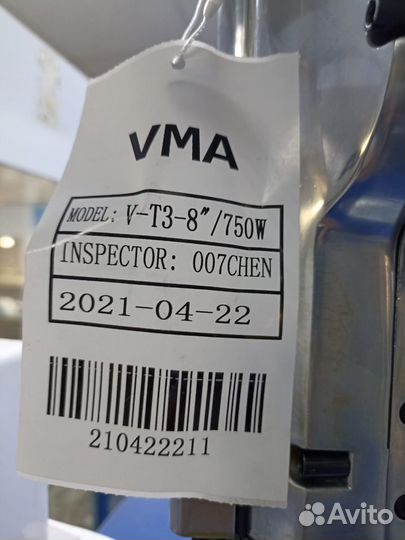 VMA
MODEL: V-T3-8″/750W
INSPECTOR: 007CHEN
2021-04-22
210422211
Avito